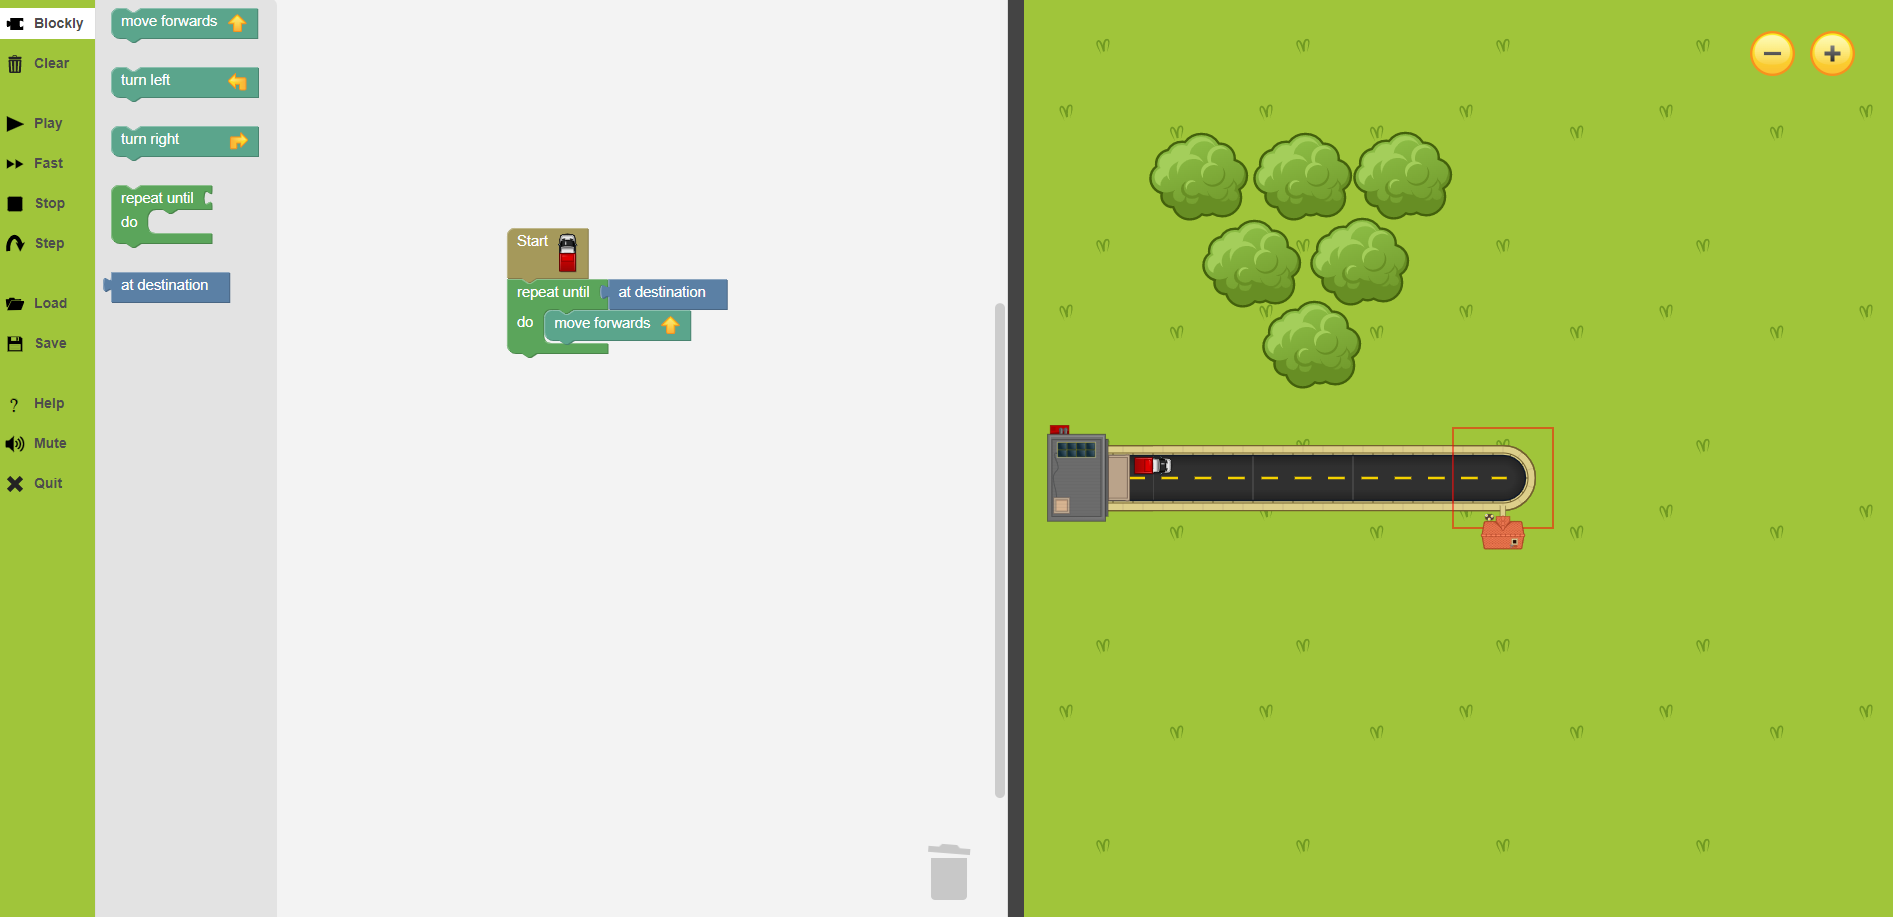 Blockly
Clear
Play
Fast
Stop
Step
Load
Save
?
Help
Mute
Quit
move forwards
turn left
turn right
repeat until
do
at destination
Start
repeat until at destination
do move forwards